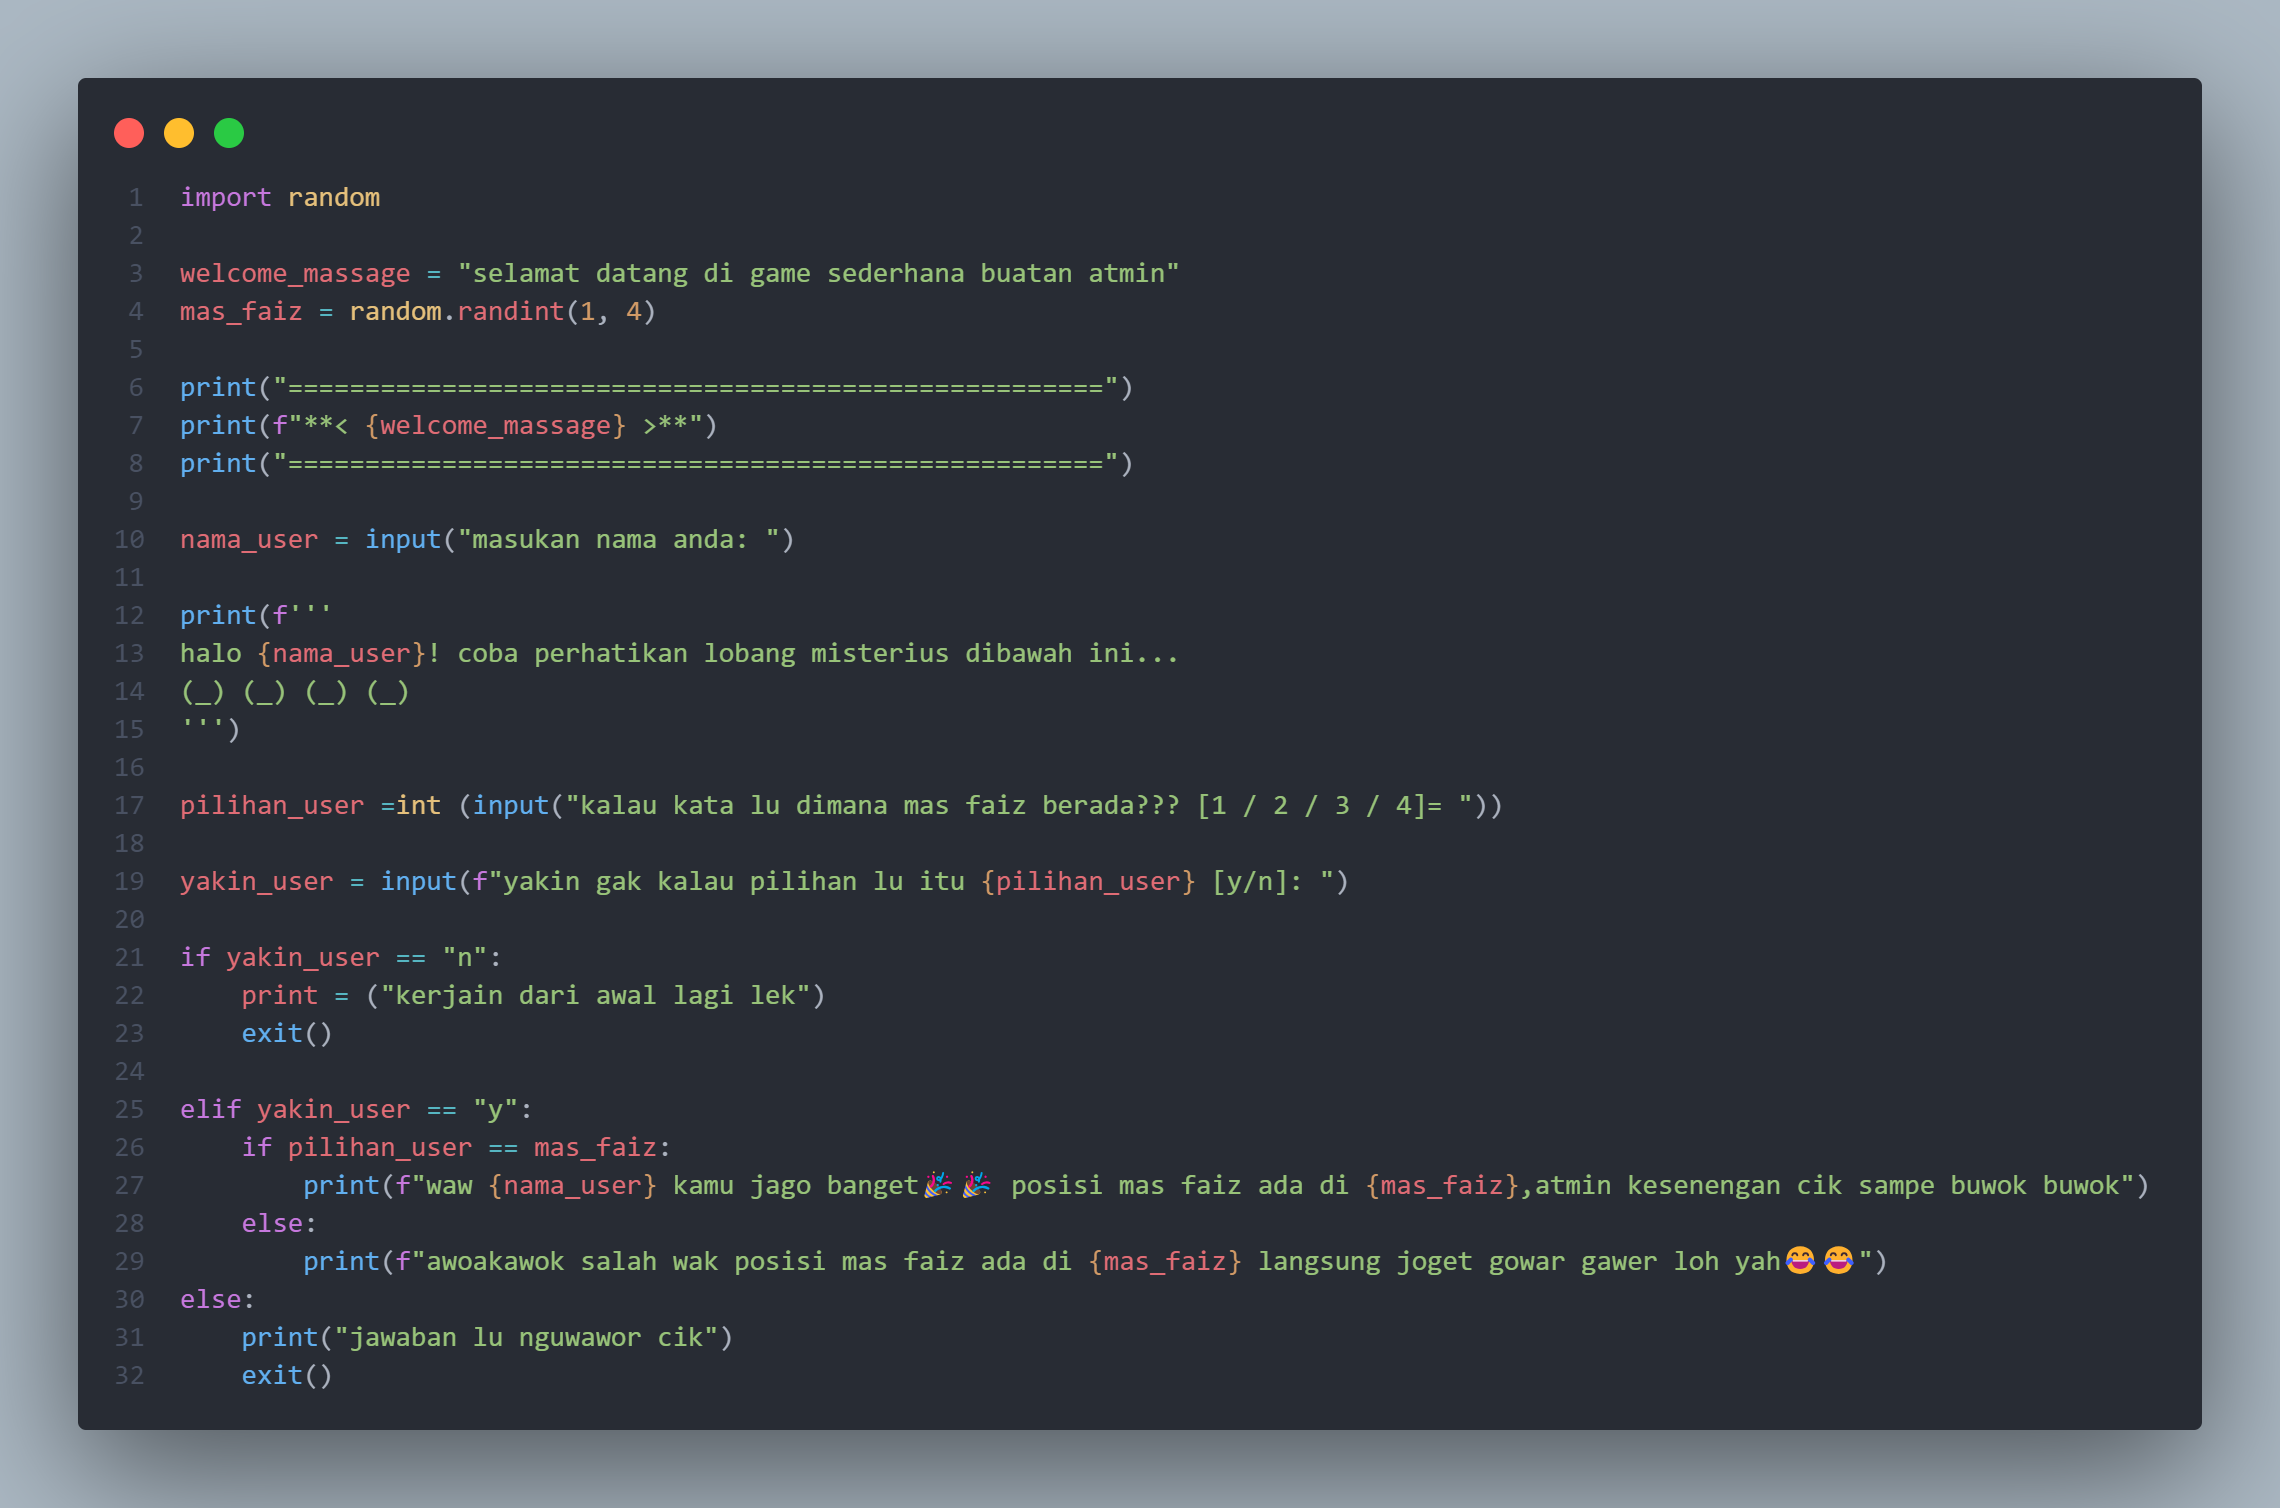 1 import random
2
3 welcome_massage = "selamat datang di game sederhana buatan atmin"
4 mas_faiz = random.randint(1, 4)
5
6 print("=====================================================")
7 print(f"**< {welcome_massage} >**")
8 print("=====================================================")
9
10 nama_user = input("masukan nama anda: ")
11
12 print(f'''
13 halo {nama_user}! coba perhatikan lobang misterius dibawah ini...
14 (_) (_) (_) (_)
15 ''')
16
17 pilihan_user =int (input("kalau kata lu dimana mas faiz berada??? [1 / 2 / 3 / 4]= "))
18
19 yakin_user = input(f"yakin gak kalau pilihan lu itu {pilihan_user} [y/n]: ")
20
21 if yakin_user == "n":
22     print = ("kerjain dari awal lagi lek")
23     exit()
24
25 elif yakin_user == "y":
26     if pilihan_user == mas_faiz:
27         print(f"waw {nama_user} kamu jago banget🎉🎉 posisi mas faiz ada di {mas_faiz},atmin kesenengan cik sampe buwok buwok")
28     else:
29         print(f"awoakawok salah wak posisi mas faiz ada di {mas_faiz} langsung joget gowar gawer loh yah😂😂")
30 else:
31     print("jawaban lu nguwawor cik")
32     exit()